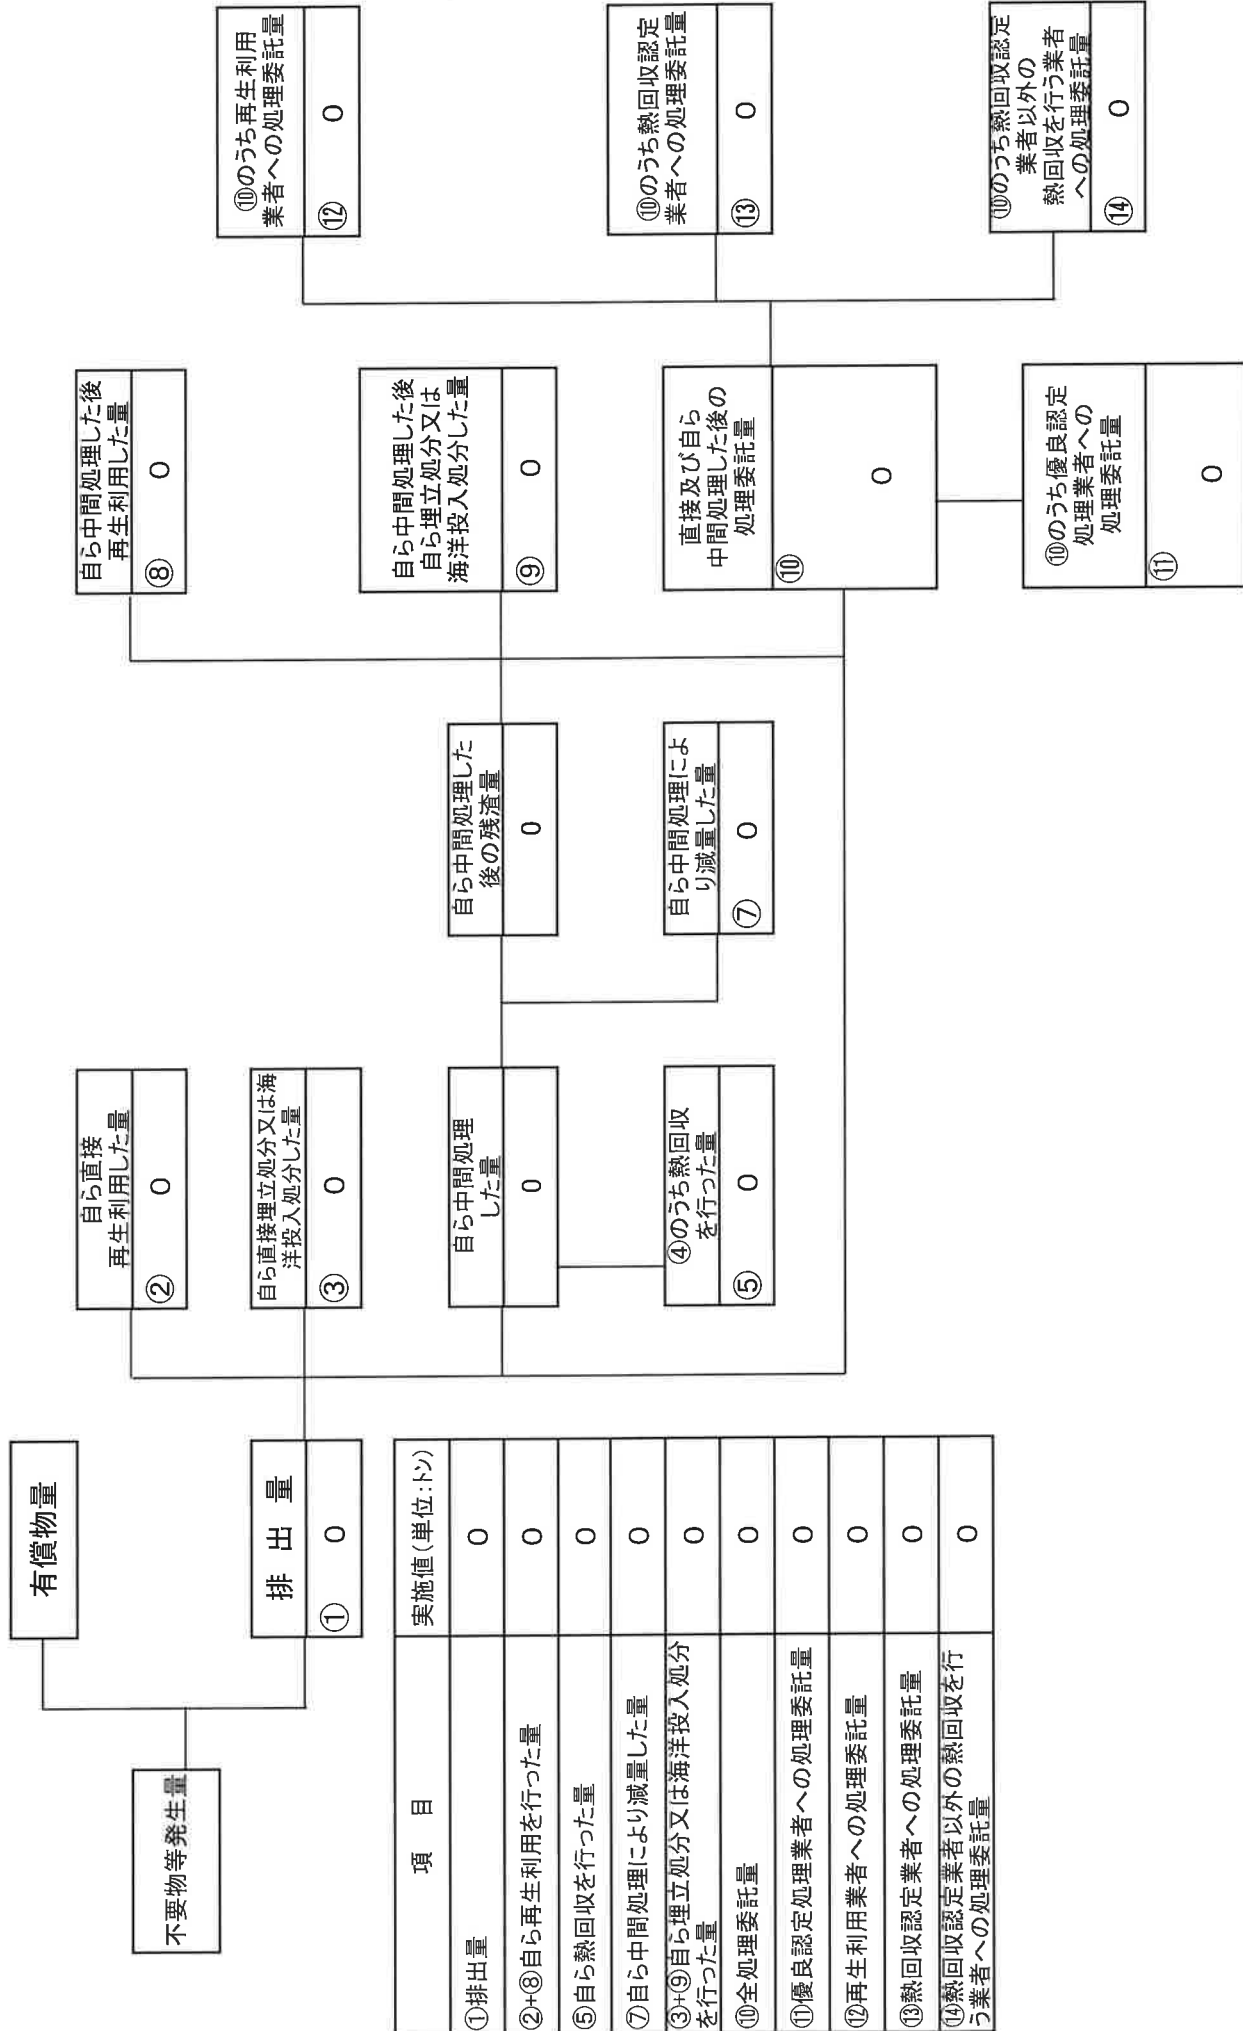 不要物等発生量
有償物量
排 出 量
① 0
自ら直接
再生利用した量
② 0
自ら直接埋立処分又は海
洋投入処分した量
③ 0
自ら中間処理
した量
0
④のうち熱回収
を行った量
⑤ 0
自ら中間処理した
後の残渣量
0
自ら中間処理によ
り減量した量
⑦ 0
自ら中間処理した後
再生利用した量
⑧ 0
自ら中間処理した後
自ら埋立処分又は
海洋投入処分した量
⑨ 0
直接及び自ら
中間処理した後の
処理委託量
⑩ 0
⑩のうち優良認定
処理業者への
処理委託量
⑪ 0
⑩のうち再生利用
業者への処理委託量
⑫ 0
⑩のうち熱回収認定
業者への処理委託量
⑬ 0
⑩のうち熱回収認定
業者以外の
熱回収を行う業者
への処理委託量
⑭ 0
項 目 実施値(単位:トン)
①排出量 0
②+⑧自ら再生利用を行った量 0
⑤自ら熱回収を行った量 0
⑦自ら中間処理により減量した量 0
③+⑨自ら埋立処分又は海洋投入処分
を行った量 0
⑩全処理委託量 0
⑪優良認定処理業者への処理委託量 0
⑫再生利用業者への処理委託量 0
⑬熱回収認定業者への処理委託量 0
⑭熱回収認定業者以外の熱回収を行
う業者への処理委託量 0